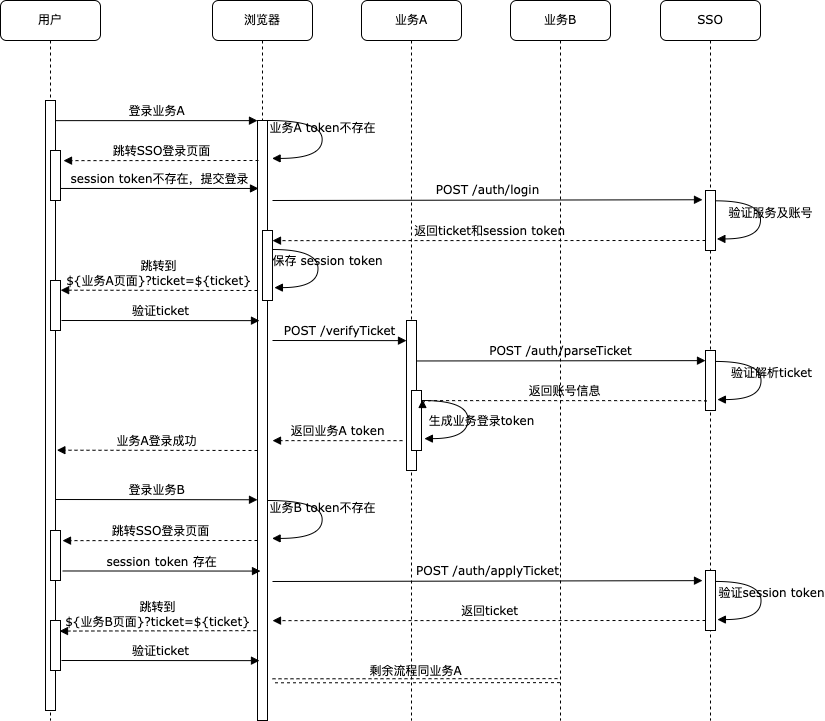 用户
浏览器
业务A
业务B
SSO
登录业务A
业务A token不存在
跳转SSO登录页面
session token不存在，提交登录
POST /auth/login
验证服务及账号
返回ticket和session token
保存 session token
跳转到
${业务A页面}?ticket=${ticket}
验证ticket
POST /verifyTicket
POST /auth/parseTicket
验证解析ticket
返回账号信息
生成业务登录token
返回业务A token
业务A登录成功
登录业务B
业务B token不存在
跳转SSO登录页面
session token 存在
POST /auth/applyTicket
验证session token
跳转到
${业务B页面}?ticket=${ticket}
返回ticket
验证ticket
剩余流程同业务A